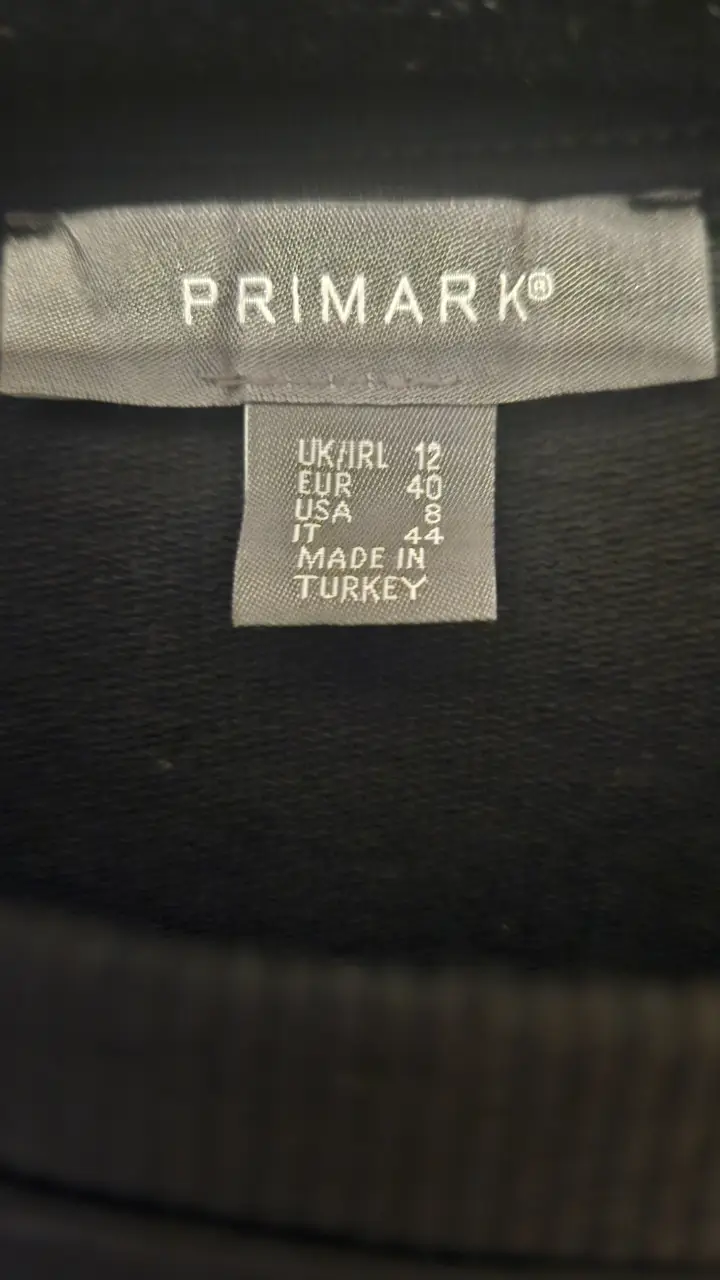 PRIMARK®
UK/IRL 12
EUR 40
USA 8
IT 44
MADE IN
TURKEY